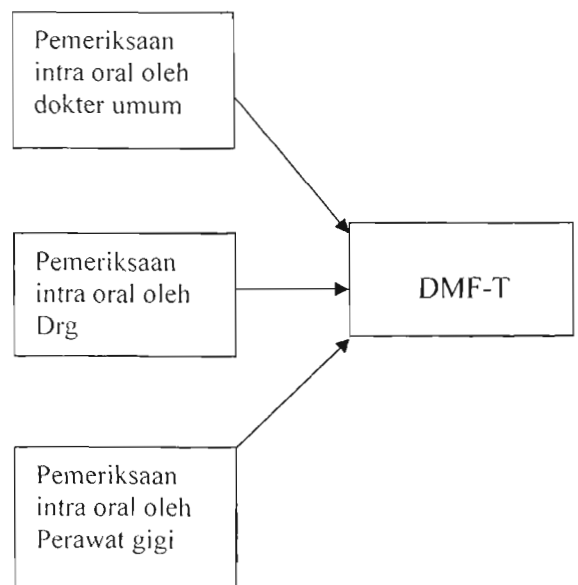 Pemeriksaan
intra oral oleh
dokter umum
Pemeriksaan
intra oral oleh
Drg
DMF-T
Pemeriksaan
intra oral oleh
Perawat gigi